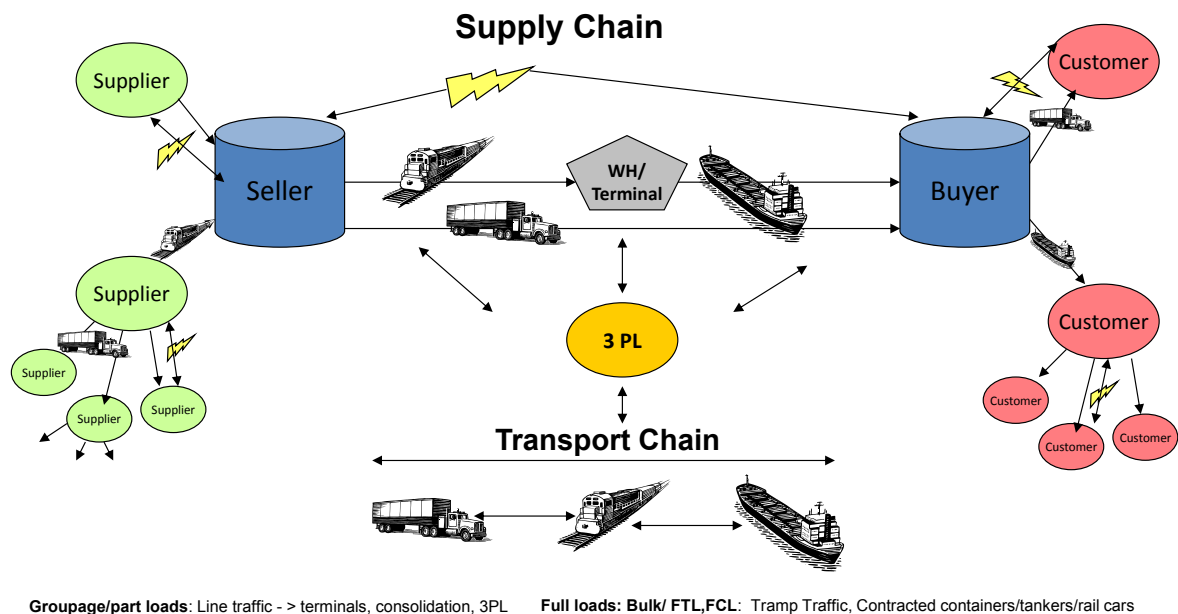 Supply Chain
Supplier
Customer
Seller
WH/
Terminal
Buyer
Supplier
3 PL
Customer
Supplier
Supplier
Supplier
Customer
Customer
Customer
Transport Chain
Groupage/part loads: Line traffic - > terminals, consolidation, 3PL
Full loads: Bulk/ FTL,FCL: Tramp Traffic, Contracted containers/tankers/rail cars